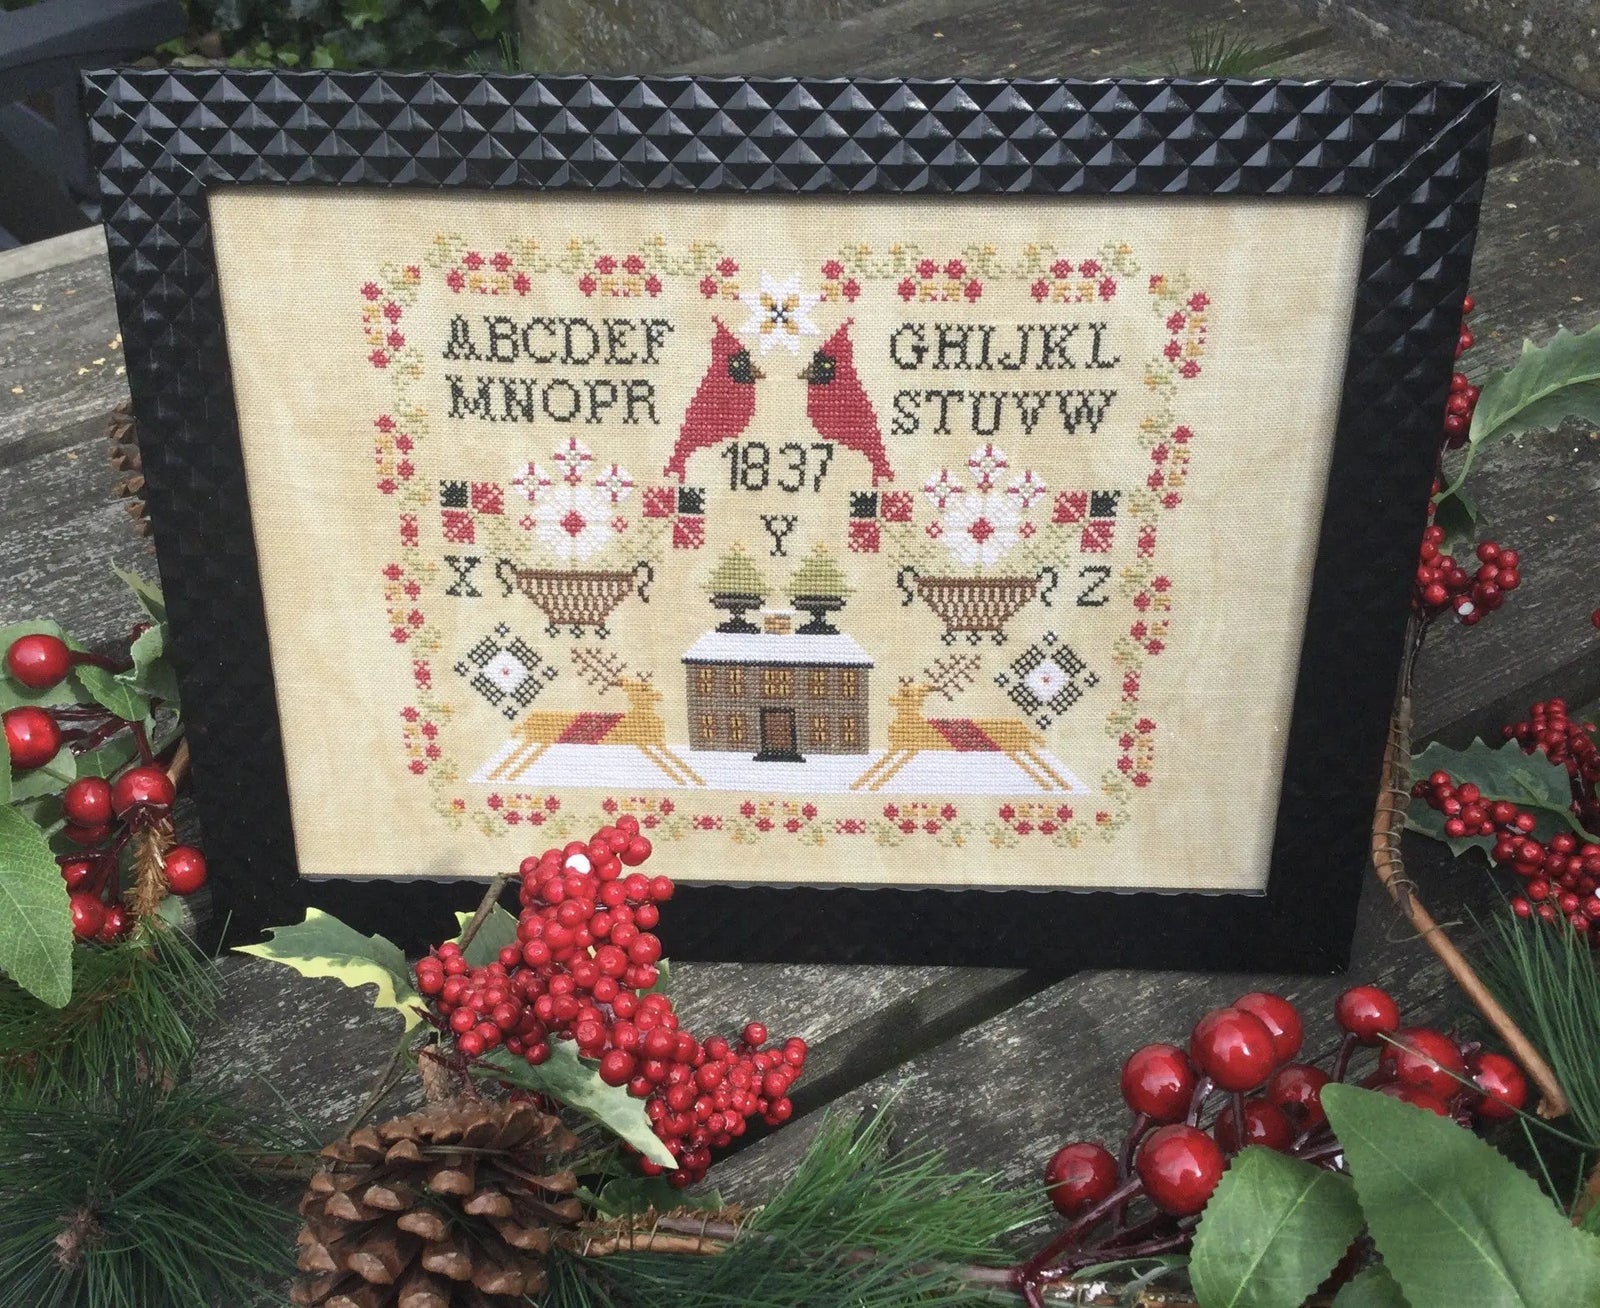 ABCDEF GHIJKL
MNOPR STUVW
1837
Y
X Z